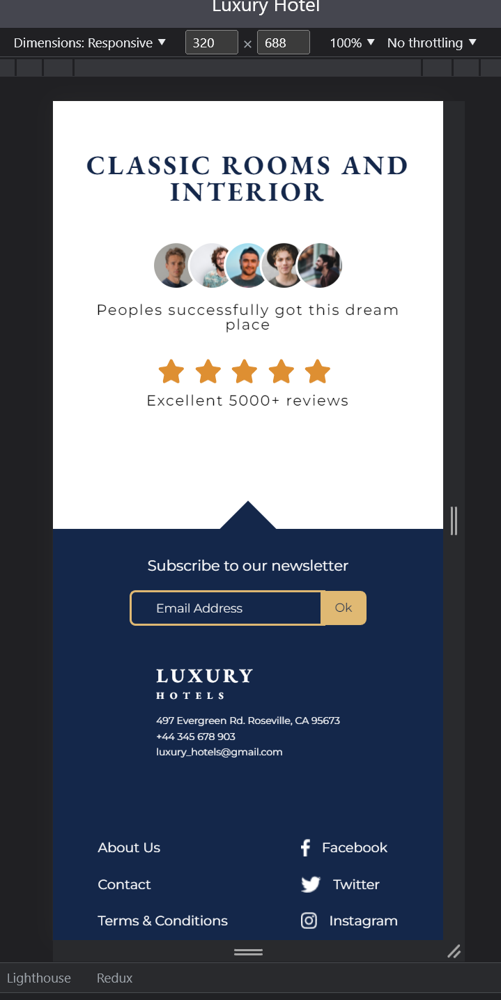 Luxury Hotel
Dimensions: Responsive ▼ 320 × 688 100% ▼ No throttling ▼
CLASSIC ROOMS AND
INTERIOR
Peoples successfully got this dream
place
Excellent 5000+ reviews
Subscribe to our newsletter
Email Address Ok
LUXURY
HOTELS
497 Evergreen Rd. Roseville, CA 95673
+44 345 678 903
luxury_hotels@gmail.com
About Us Facebook
Contact Twitter
Terms & Conditions Instagram
Lighthouse Redux